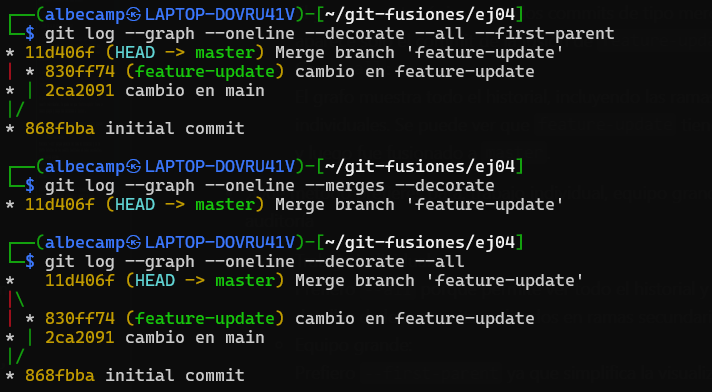 ┌──(albecamp㉿LAPTOP-DOVRU41V)-[~/git-fusiones/ej04]
└─$ git log --graph --oneline --decorate --all --first-parent
* 11d406f (HEAD -> master) Merge branch 'feature-update'
| * 830ff74 (feature-update) cambio en feature-update
* | 2ca2091 cambio en main
|/
* 868fbba initial commit
┌──(albecamp㉿LAPTOP-DOVRU41V)-[~/git-fusiones/ej04]
└─$ git log --graph --oneline --merges --decorate
* 11d406f (HEAD -> master) Merge branch 'feature-update'
┌──(albecamp㉿LAPTOP-DOVRU41V)-[~/git-fusiones/ej04]
└─$ git log --graph --oneline --decorate --all
*   11d406f (HEAD -> master) Merge branch 'feature-update'
|\
| * 830ff74 (feature-update) cambio en feature-update
* | 2ca2091 cambio en main
|/
* 868fbba initial commit